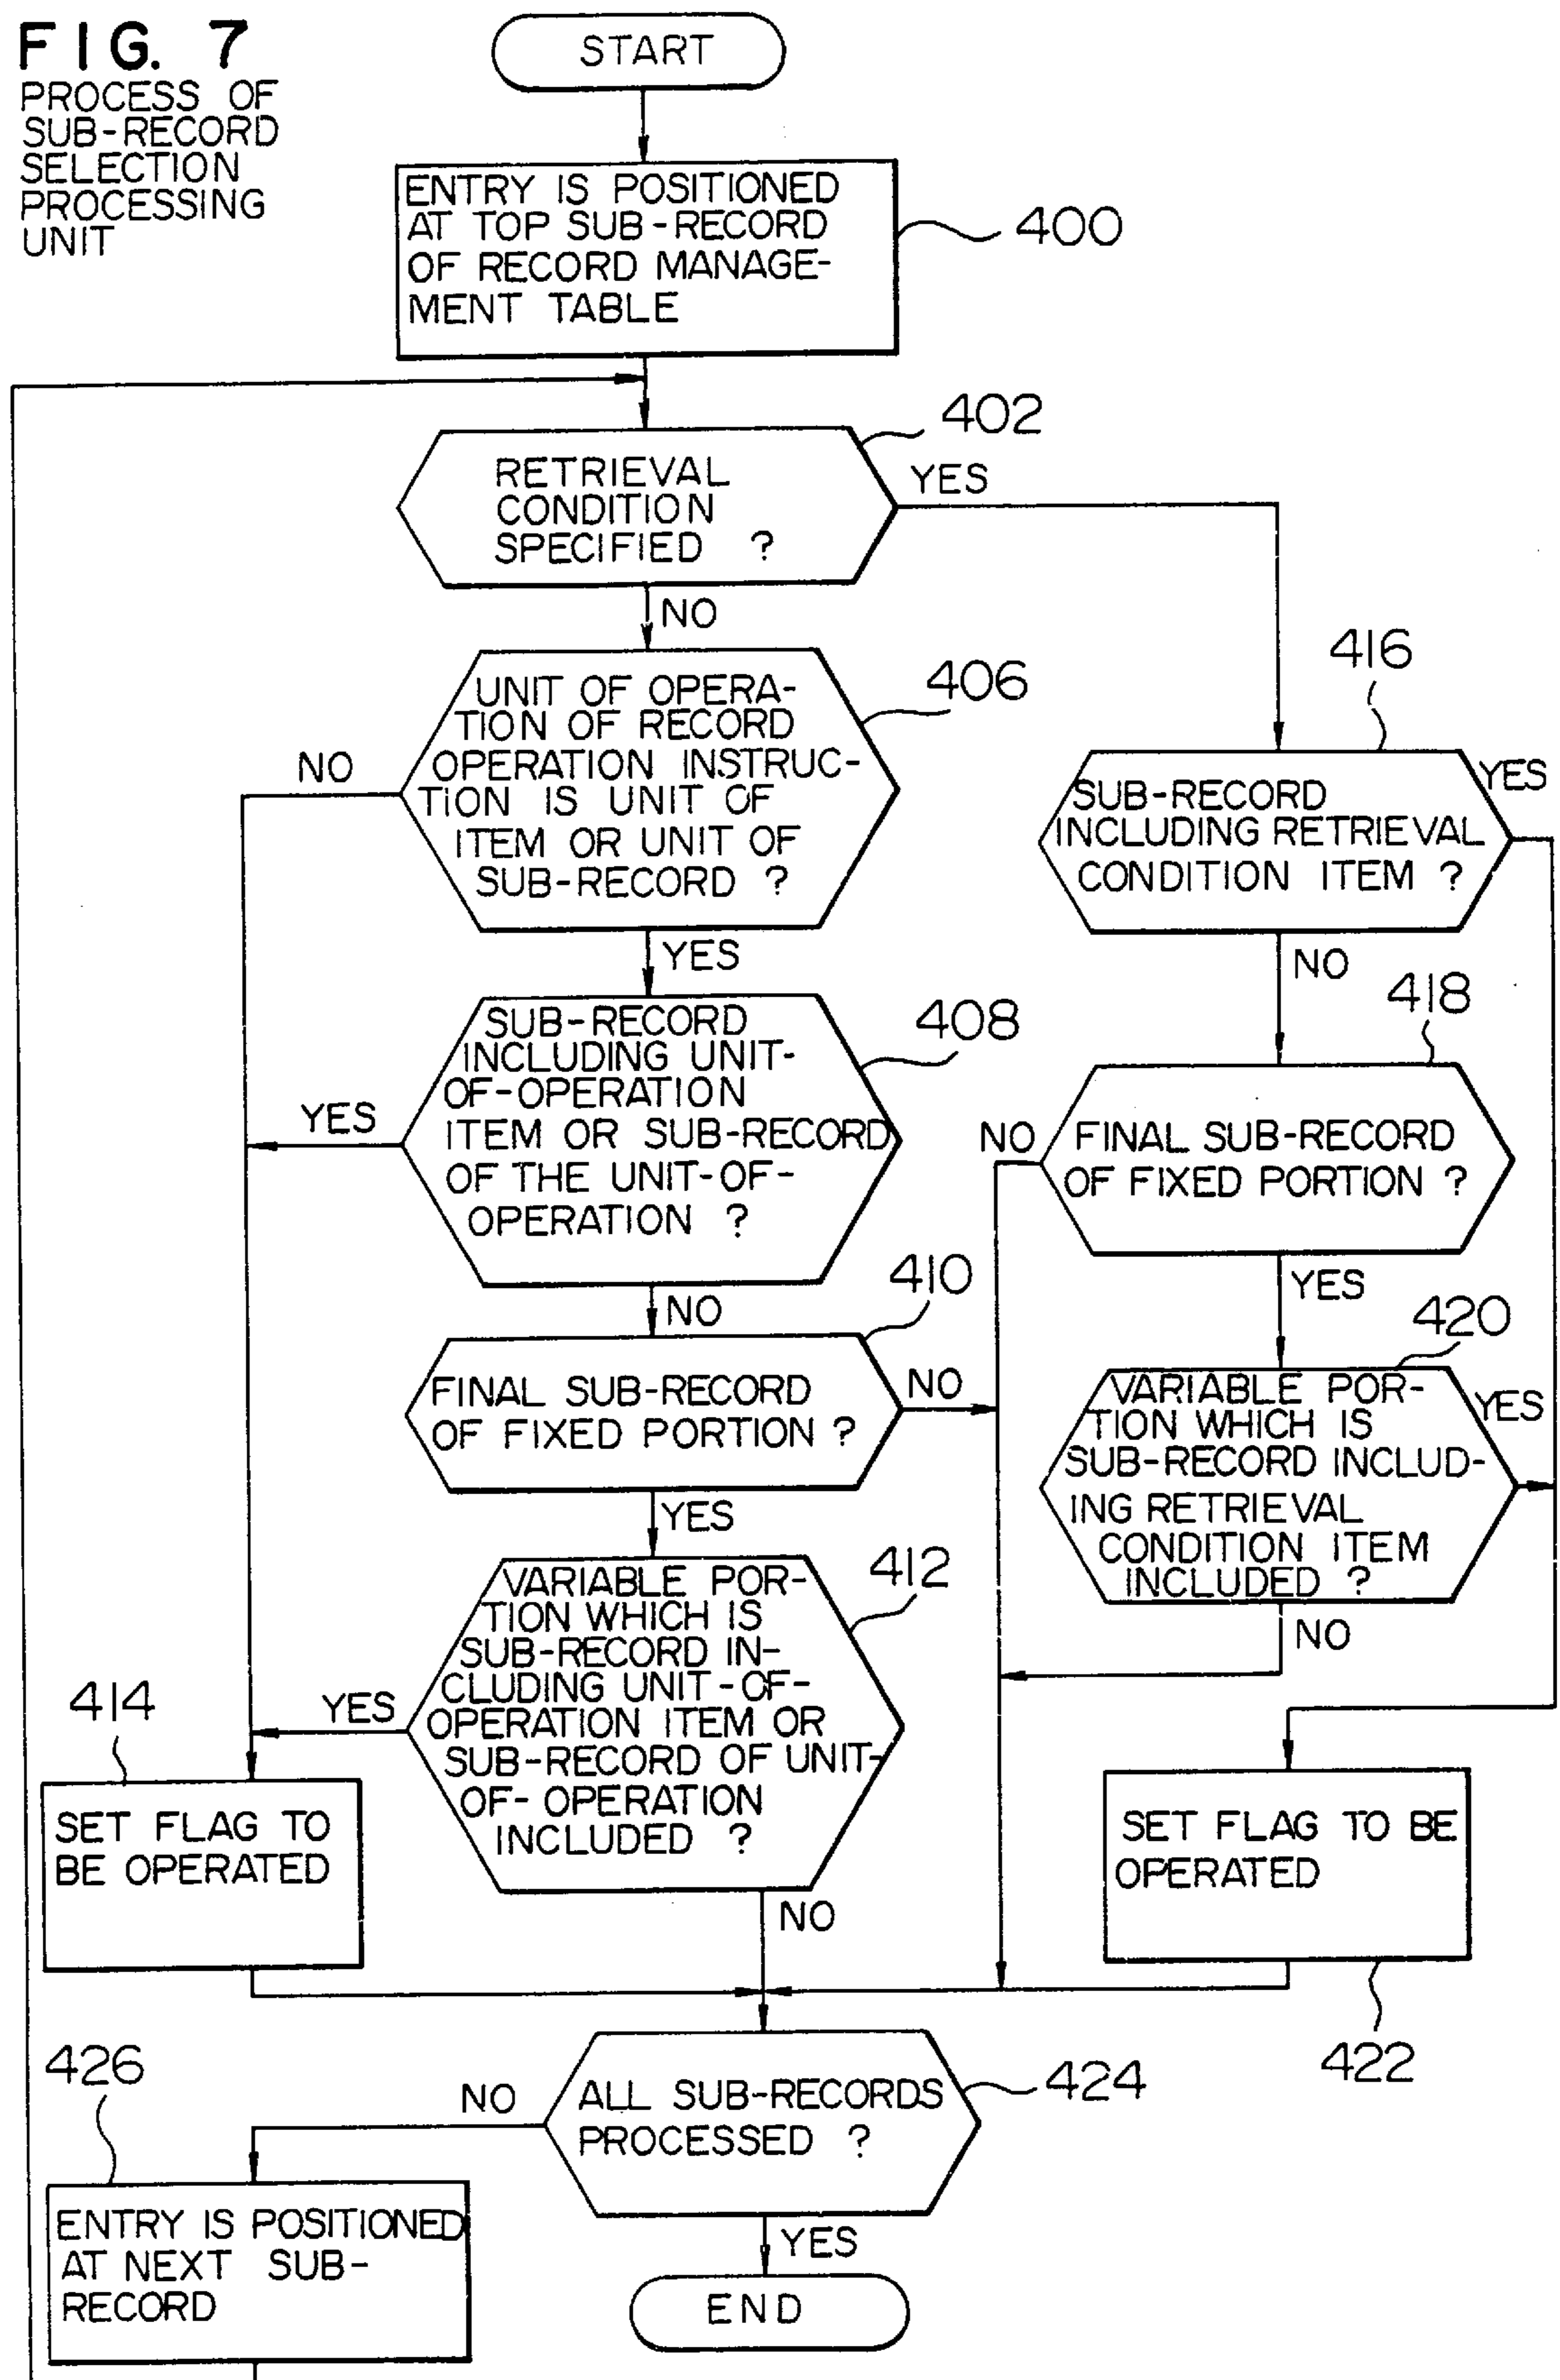 FIG. 7
PROCESS OF
SUB-RECORD
SELECTION
PROCESSING
UNIT
START
ENTRY IS POSITIONED
AT TOP SUB-RECORD
OF RECORD MANAGE-
MENT TABLE
400
402
RETRIEVAL
CONDITION
SPECIFIED ?
YES
NO
406
UNIT OF OPERA-
TION OF RECORD
OPERATION INSTRUC-
TION IS UNIT OF
ITEM OR UNIT OF
SUB-RECORD ?
NO
YES
416
SUB-RECORD
INCLUDING RETRIEVAL
CONDITION ITEM ?
YES
NO
408
SUB-RECORD
INCLUDING UNIT-
OF-OPERATION
ITEM OR SUB-RECORD
OF THE UNIT-OF-
OPERATION ?
YES
NO
418
FINAL SUB-RECORD
OF FIXED PORTION ?
NO
YES
410
FINAL SUB-RECORD
OF FIXED PORTION ?
NO
YES
420
VARIABLE POR-
TION WHICH IS
SUB-RECORD INCLUD-
ING RETRIEVAL
CONDITION ITEM
INCLUDED ?
YES
NO
412
VARIABLE POR-
TION WHICH IS
SUB-RECORD IN-
CLUDING UNIT-OF-
OPERATION ITEM OR
SUB-RECORD OF UNIT-
OF-OPERATION
INCLUDED ?
YES
NO
414
SET FLAG TO
BE OPERATED
SET FLAG TO BE
OPERATED
422
424
ALL SUB-RECORDS
PROCESSED ?
NO
YES
426
ENTRY IS POSITIONED
AT NEXT SUB-
RECORD
END